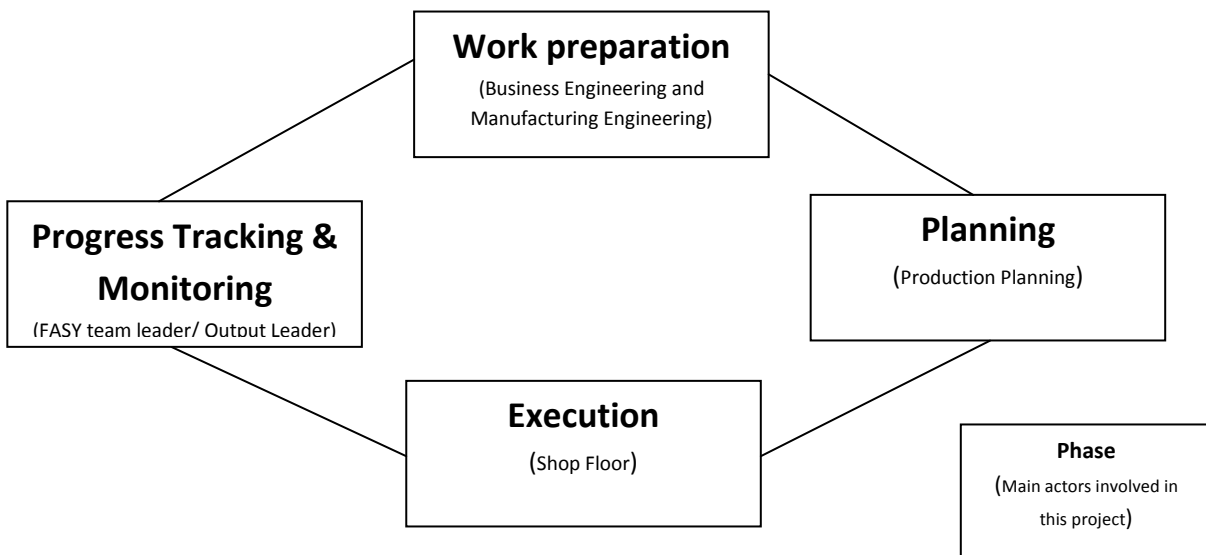 Work preparation
(Business Engineering and
Manufacturing Engineering)
Progress Tracking &
Monitoring
(FASY team leader/ Output Leader)
Planning
(Production Planning)
Execution
(Shop Floor)
Phase
(Main actors involved in
this project)